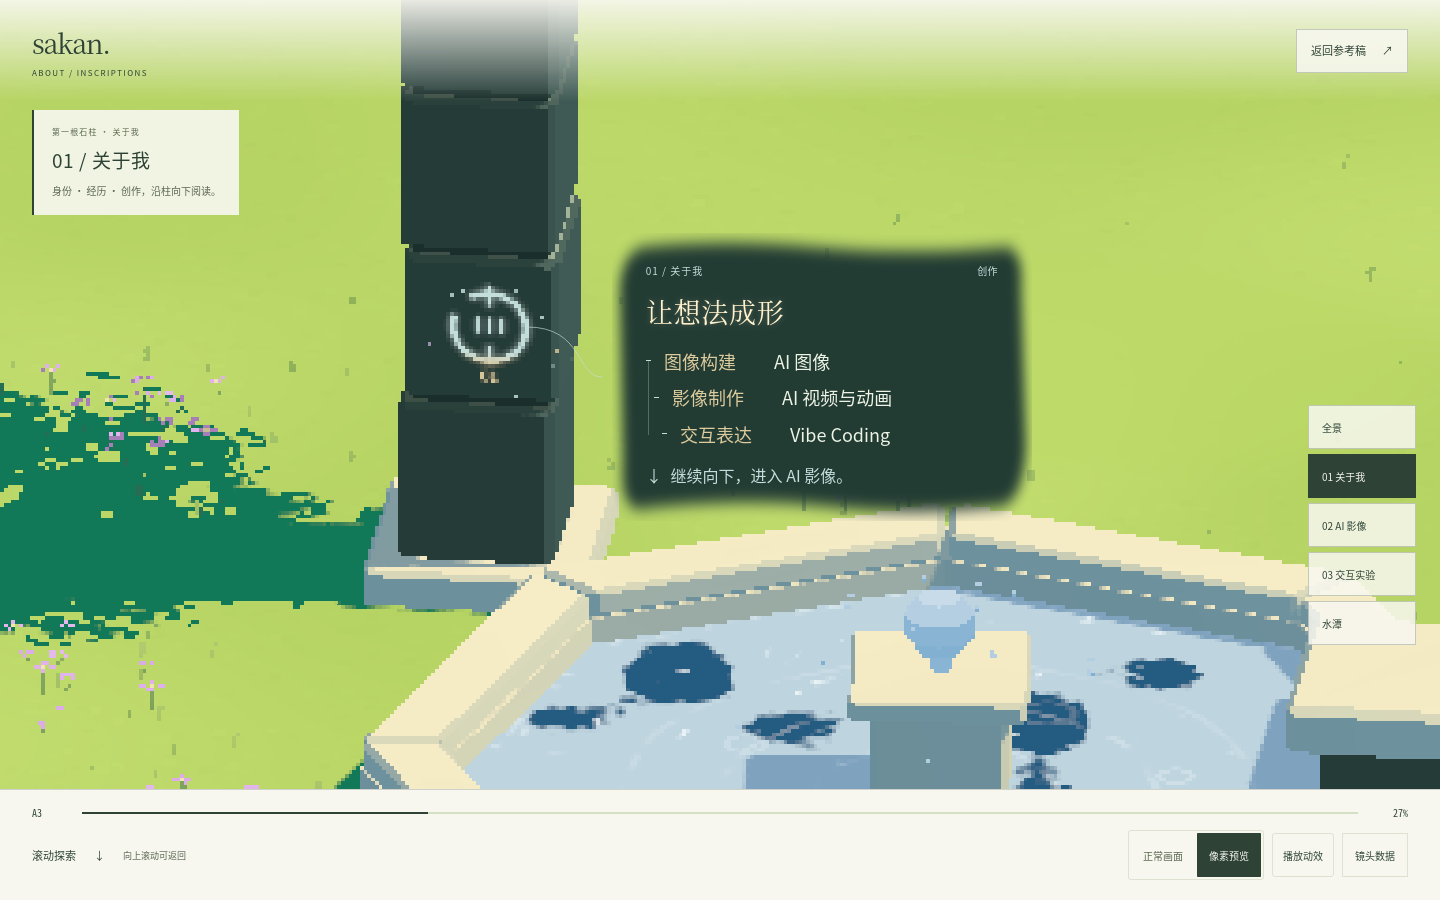 sakan.
ABOUT / INSCRIPTIONS
返回参考稿 ↗
第一根石柱 · 关于我
01 / 关于我
身份 · 经历 · 创作，沿柱向下阅读。
01 / 关于我 创作
让想法成形
图像构建 AI 图像
影像制作 AI 视频与动画
交互表达 Vibe Coding
↓ 继续向下，进入 AI 影像。
全景
01 关于我
02 AI 影像
03 交互实验
水潭
A3 27%
滚动探索 ↓ 向上滚动可返回
正常画面 像素预览 播放动效 镜头数据